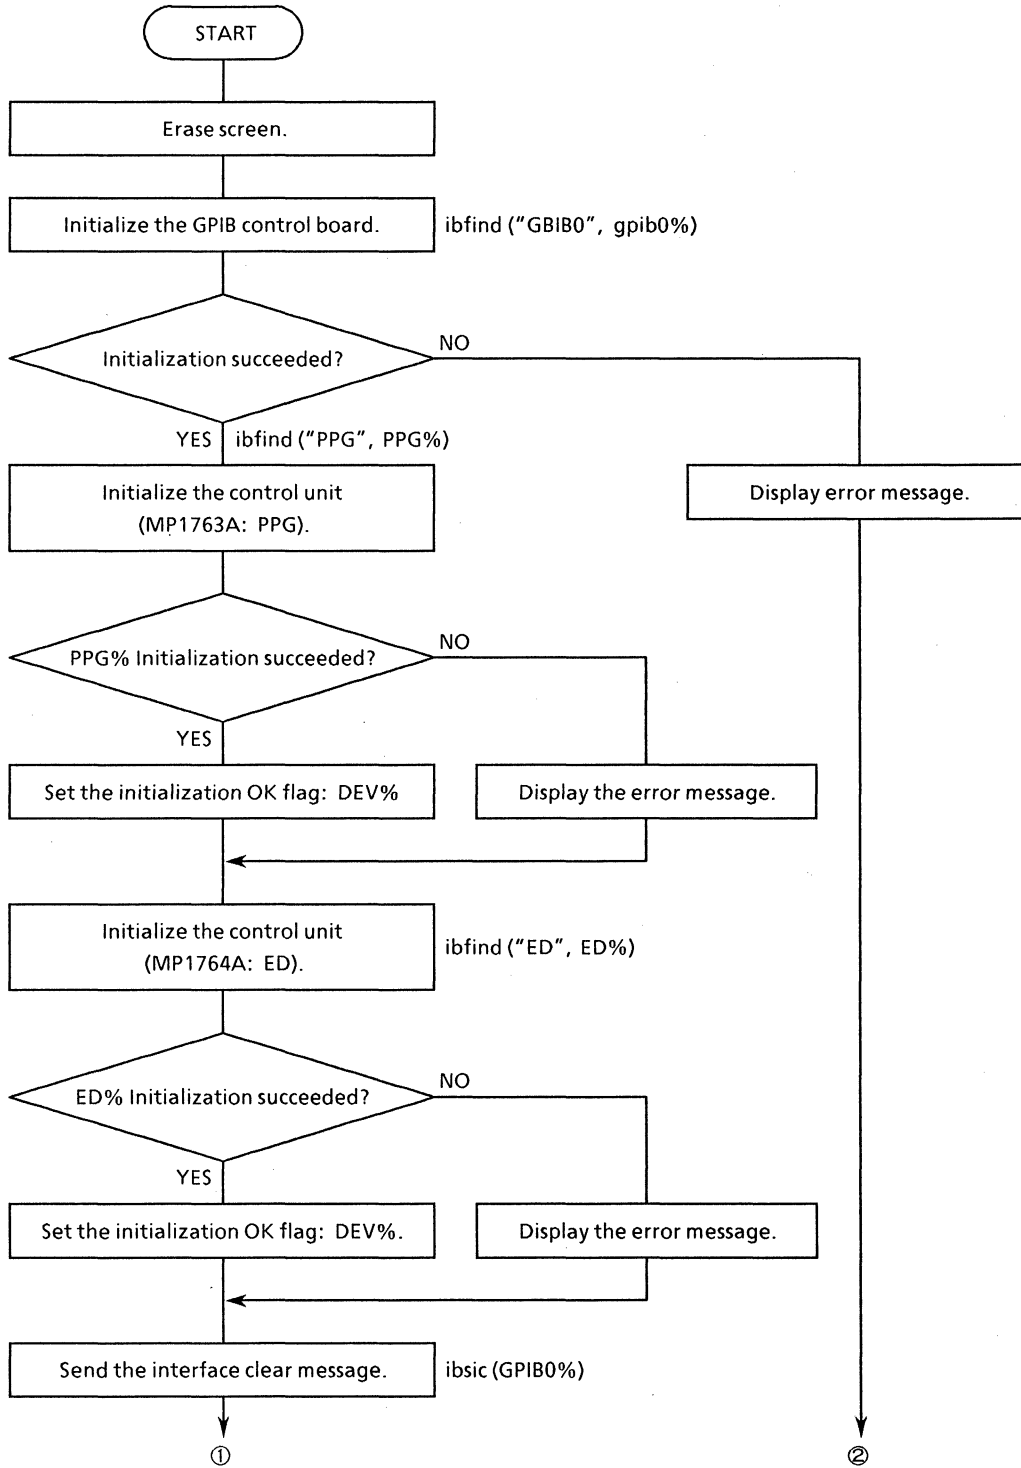 START
Erase screen.
Initialize the GPIB control board. ibfind ("GBIB0", gpib0%)
Initialization succeeded? NO
YES ibfind ("PPG", PPG%)
Initialize the control unit
(MP1763A: PPG).
Display error message.
PPG% Initialization succeeded? NO
YES
Set the initialization OK flag: DEV% Display the error message.
Initialize the control unit
(MP1764A: ED).
ibfind ("ED", ED%)
ED% Initialization succeeded? NO
YES
Set the initialization OK flag: DEV%. Display the error message.
Send the interface clear message. ibsic (GPIB0%)
① ②